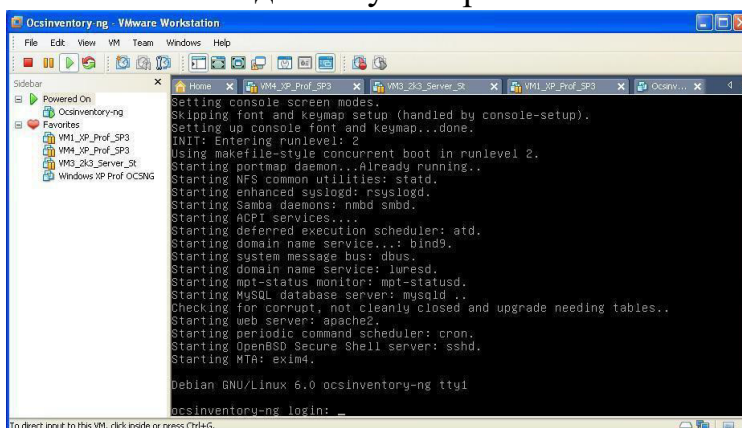 Ocsinventory-ng - VMware Workstation
File Edit View VM Team Windows Help
Sidebar
Home
VM4_XP_Prof_SP3
VM3_2k3_Server_St
VM1_XP_Prof_SP3
Ocsinv...
Powered On
Ocsinventory-ng
Favorites
VM1_XP_Prof_SP3
VM4_XP_Prof_SP3
VM3_2k3_Server_St
Windows XP Prof OCSNG
Setting console screen modes.
Skipping font and keymap setup (handled by console-setup).
Setting up console font and keymap...done.
INIT: Entering runlevel: 2
Using makefile-style concurrent boot in runlevel 2.
Starting portmap daemon...Already running..
Starting NFS common utilities: statd.
Starting enhanced syslogd: rsyslogd.
Starting Samba daemons: nmbd smbd.
Starting ACPI services....
Starting deferred execution scheduler: atd.
Starting domain name service...: bind9.
Starting system message bus: dbus.
Starting domain name service: lwresd.
Starting mpt-status monitor: mpt-statusd.
Starting MySQL database server: mysqld ..
Checking for corrupt, not cleanly closed and upgrade needing tables..
Starting web server: apache2.
Starting periodic command scheduler: cron.
Starting OpenBSD Secure Shell server: sshd.
Starting MTA: exim4.
Debian GNU/Linux 6.0 ocsinventory-ng tty1
ocsinventory-ng login: _
To direct input to this VM, click inside or press Ctrl+G.